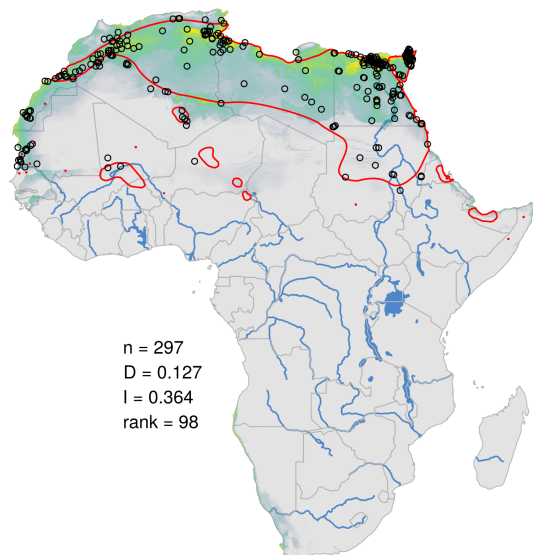 n = 297
D = 0.127
I = 0.364
rank = 98